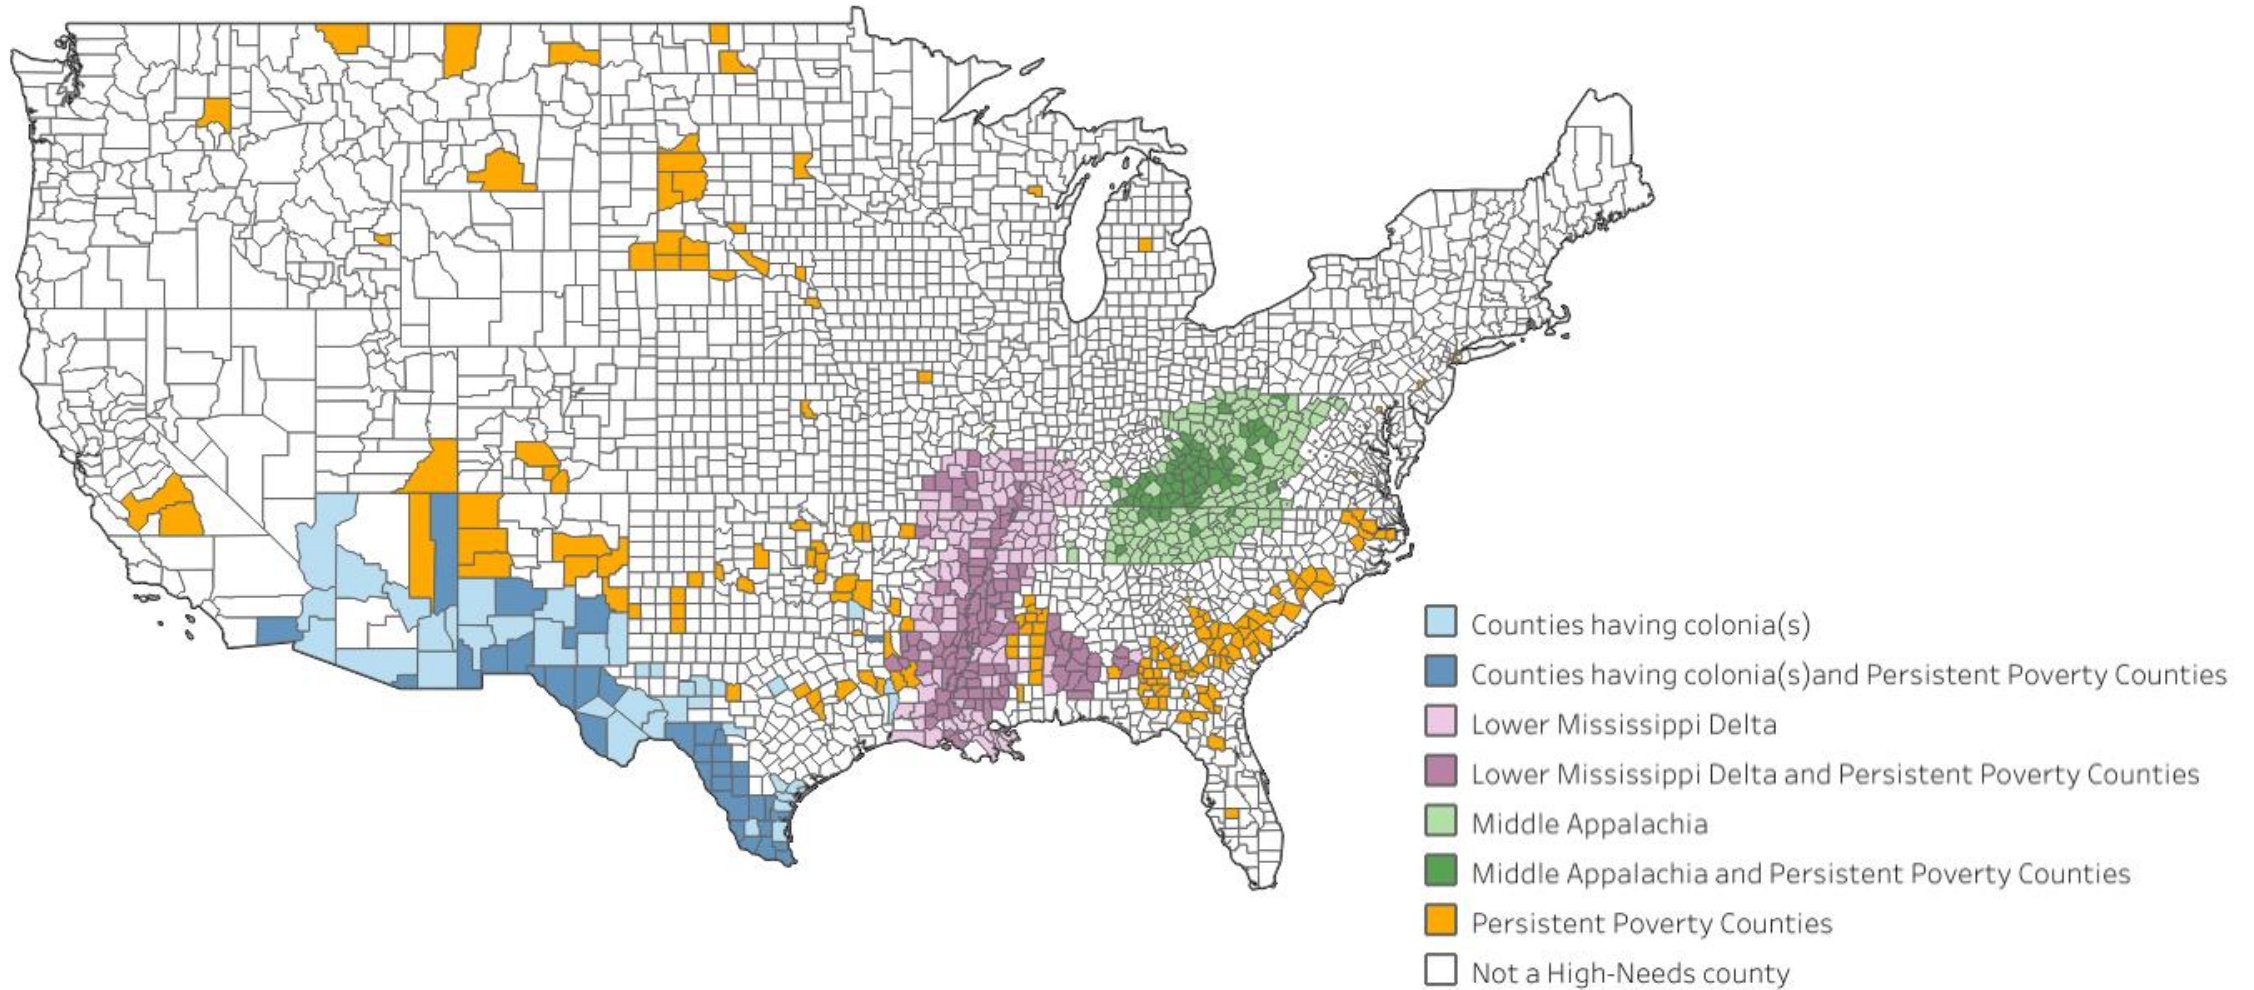 Counties having colonia(s)
Counties having colonia(s)and Persistent Poverty Counties
Lower Mississippi Delta
Lower Mississippi Delta and Persistent Poverty Counties
Middle Appalachia
Middle Appalachia and Persistent Poverty Counties
Persistent Poverty Counties
Not a High-Needs county